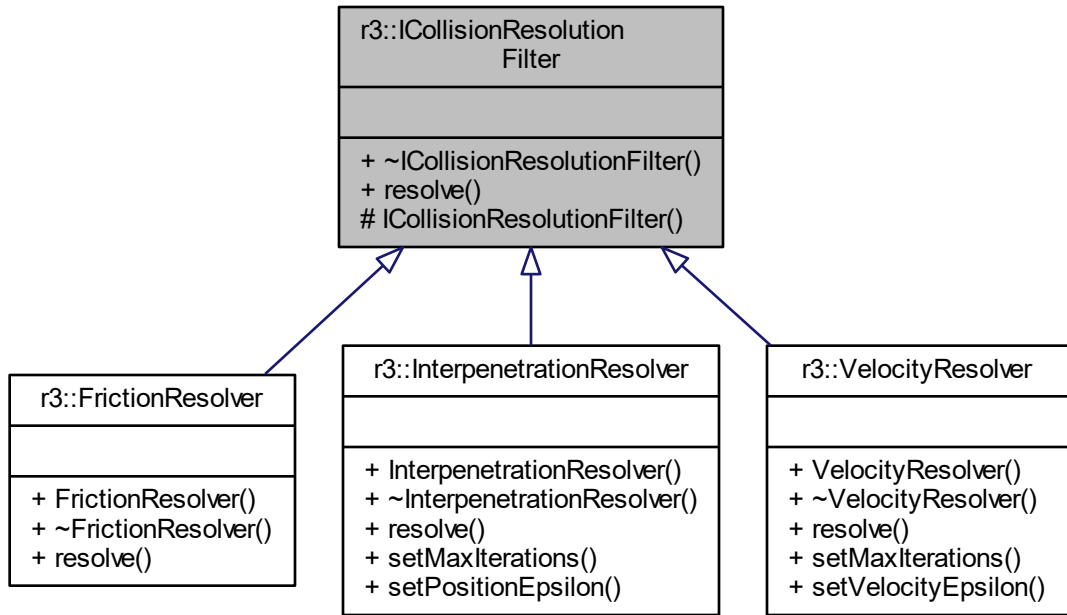 r3::ICollisionResolution
Filter
+ ~ICollisionResolutionFilter()
+ resolve()
# ICollisionResolutionFilter()
r3::FrictionResolver
+ FrictionResolver()
+ ~FrictionResolver()
+ resolve()
r3::InterpenetrationResolver
+ InterpenetrationResolver()
+ ~InterpenetrationResolver()
+ resolve()
+ setMaxIterations()
+ setPositionEpsilon()
r3::VelocityResolver
+ VelocityResolver()
+ ~VelocityResolver()
+ resolve()
+ setMaxIterations()
+ setVelocityEpsilon()